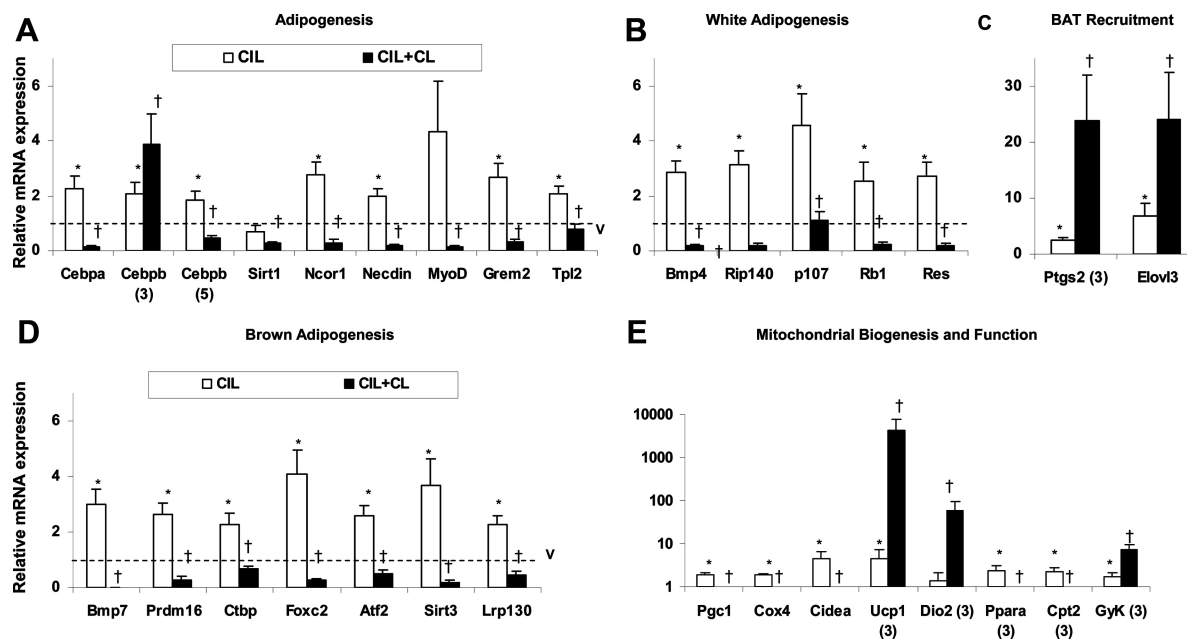 A
Adipogenesis
CIL CIL+CL
Relative mRNA expression
6
4
2
0
* † * † * † † * † * † † * † * †
V
Cebpa Cebpb (3) Cebpb (5) Sirt1 Ncor1 Necdin MyoD Grem2 Tpl2
B
White Adipogenesis
6
4
2
0
* † * † * † * † * †
Bmp4 Rip140 p107 Rb1 Res
C
BAT Recruitment
30
20
10
0
* † * †
Ptgs2 (3) Elovl3
D
Brown Adipogenesis
CIL CIL+CL
Relative mRNA expression
6
4
2
0
* † * † * † * † * † * † * †
V
Bmp7 Prdm16 Ctbp Foxc2 Atf2 Sirt3 Lrp130
E
Mitochondrial Biogenesis and Function
10000
1000
100
10
1
* † * † * † * † † * † * † * †
Pgc1 Cox4 Cidea Ucp1 (3) Dio2 (3) Ppara (3) Cpt2 (3) GyK (3)